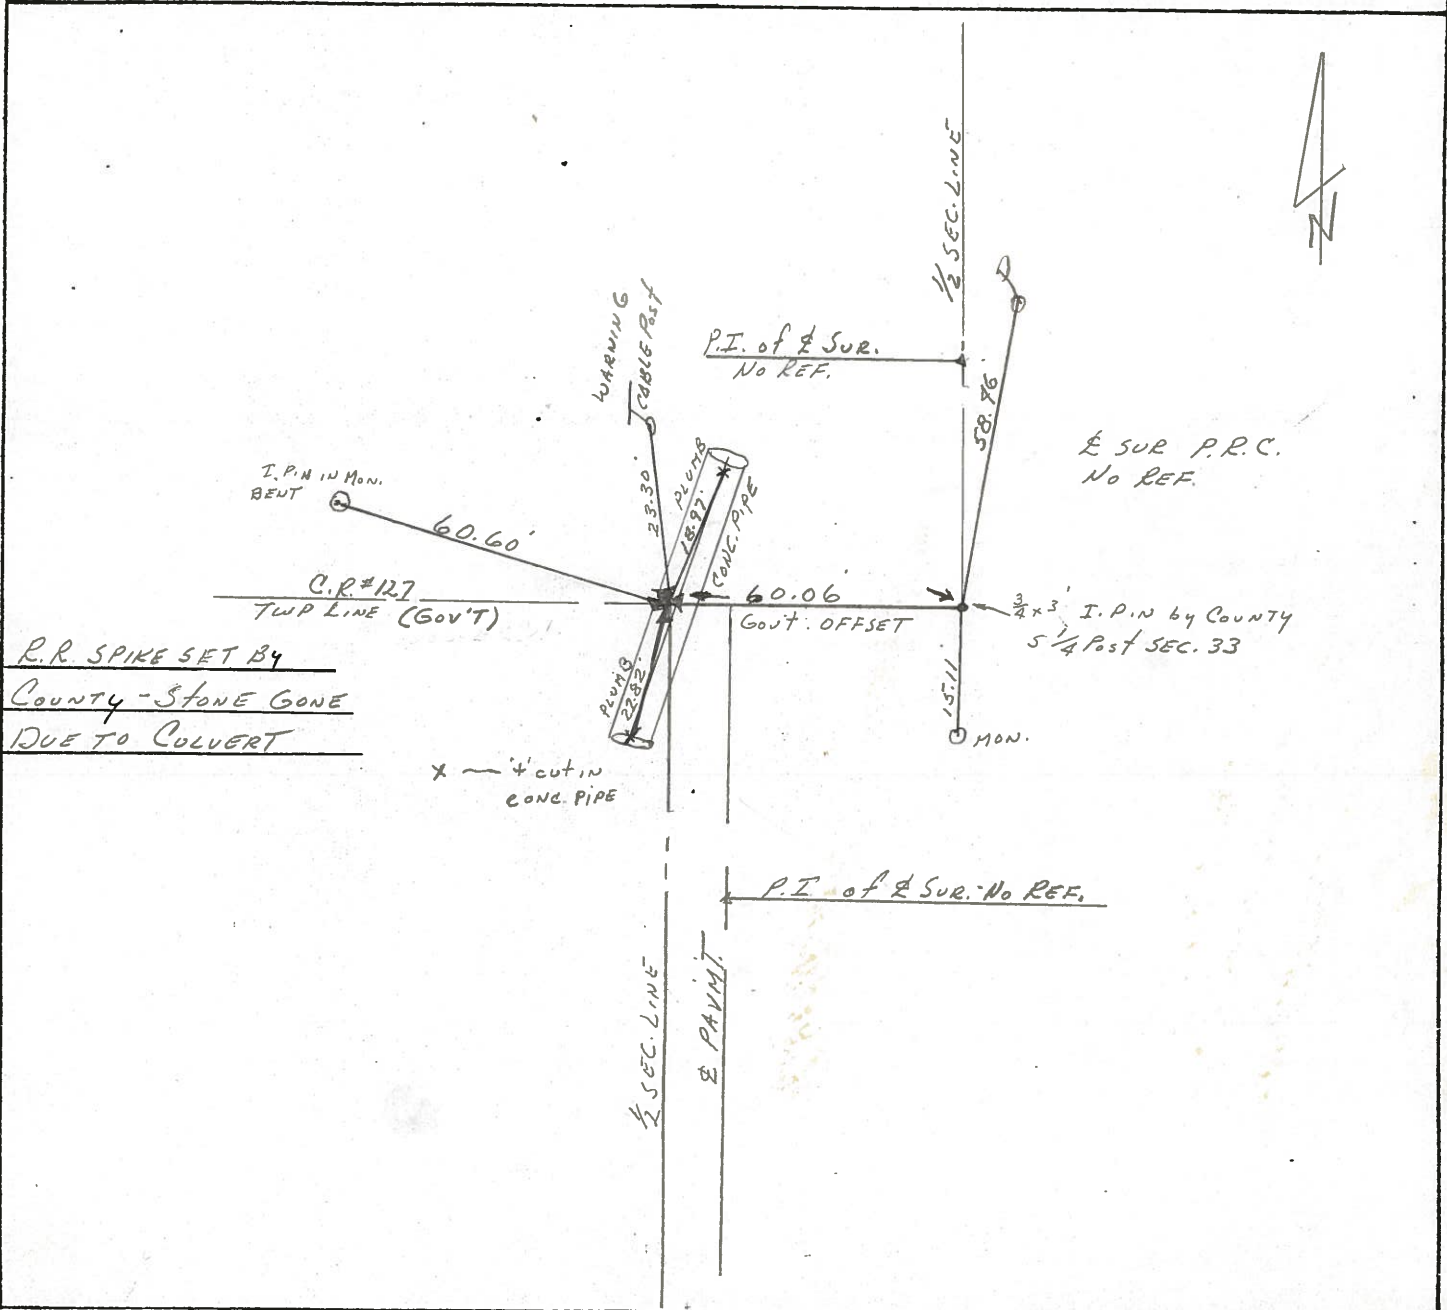 N
1/2 SEC. LINE
WARNING
CABLE POST
P.I. of ℄ SUR.
NO REF.
58.76
℄ SUR P.R.C.
NO REF.
I. PIN IN MON.
BENT
60.60'
23.30'
PLUMB
18.97'
CONC. PIPE
C.R. #127
TWP LINE (GOV'T)
60.06'
GOV'T. OFFSET
3/4 x 3' I. PIN by COUNTY
S 1/4 POST SEC. 33
R.R. SPIKE SET BY
COUNTY - STONE GONE
DUE TO CULVERT
PLUMB
22.82'
15.11'
MON.
x — '+' CUT IN
CONC. PIPE
P.I. of ℄ SUR. - NO REF.
1/2 SEC. LINE
℄ PAVMT.